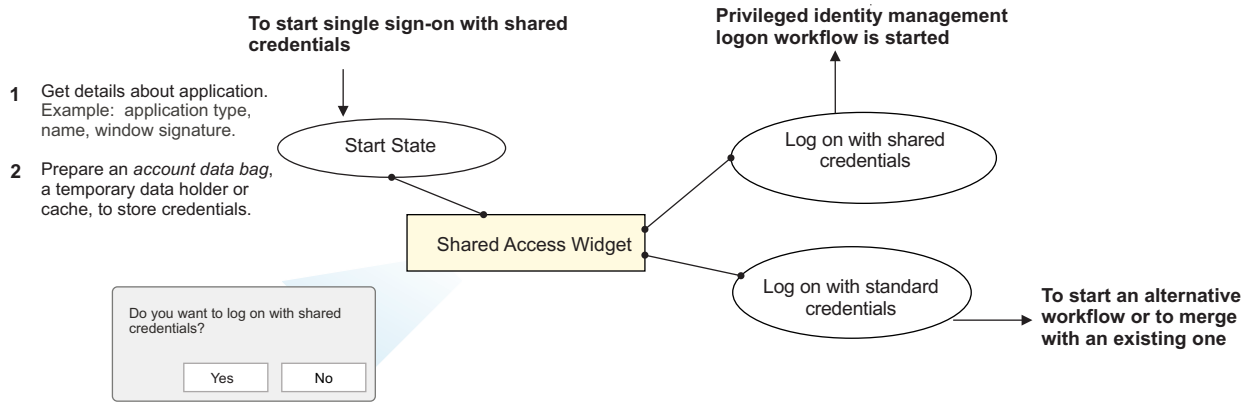 To start single sign-on with shared
credentials
Privileged identity management
logon workflow is started
1 Get details about application.
Example: application type,
name, window signature.
2 Prepare an account data bag,
a temporary data holder or
cache, to store credentials.
Start State
Log on with shared
credentials
Shared Access Widget
Log on with standard
credentials
To start an alternative
workflow or to merge
with an existing one
Do you want to log on with shared
credentials?
Yes No